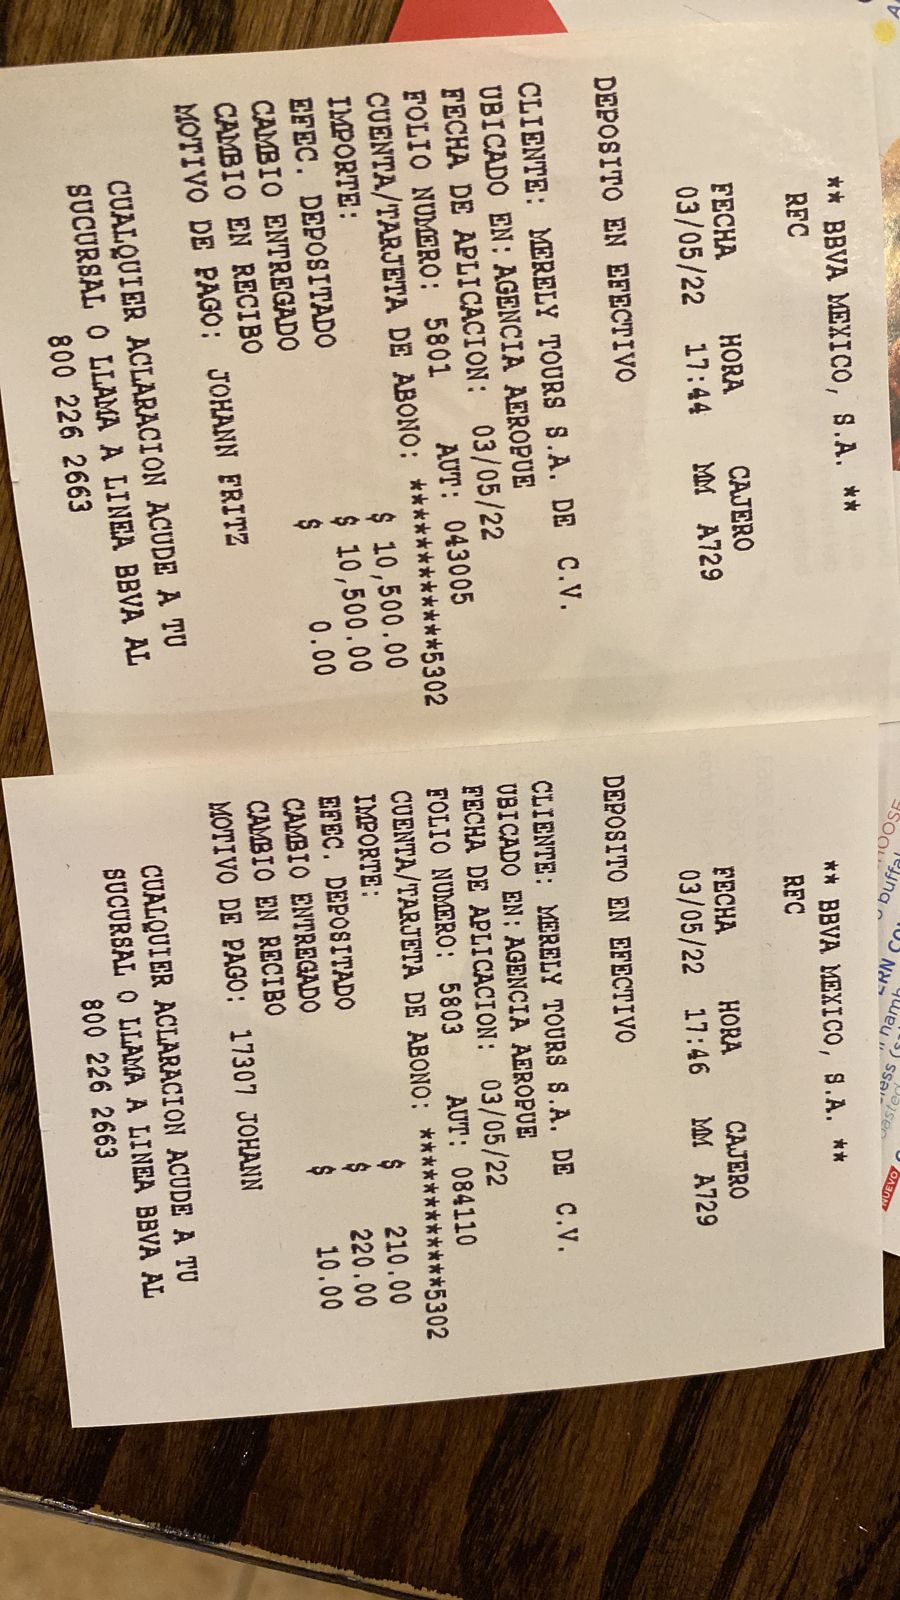 ** BBVA MEXICO, S.A. **
RFC
FECHA HORA CAJERO
03/05/22 17:44 MM A729
DEPOSITO EN EFECTIVO
CLIENTE: MERELY TOURS S.A. DE C.V.
UBICADO EN: AGENCIA AEROPUE
FECHA DE APLICACION: 03/05/22
FOLIO NUMERO: 5801 AUT: 043005
CUENTA/TARJETA DE ABONO: **********5302
IMPORTE: $ 10,500.00
EFEC. DEPOSITADO $ 10,500.00
CAMBIO ENTREGADO $ 0.00
CAMBIO EN RECIBO
MOTIVO DE PAGO: JOHANN FRITZ
CUALQUIER ACLARACION ACUDE A TU
SUCURSAL O LLAMA A LINEA BBVA AL
800 226 2663
** BBVA MEXICO, S.A. **
RFC
FECHA HORA CAJERO
03/05/22 17:46 MM A729
DEPOSITO EN EFECTIVO
CLIENTE: MERELY TOURS S.A. DE C.V.
UBICADO EN: AGENCIA AEROPUE
FECHA DE APLICACION: 03/05/22
FOLIO NUMERO: 5803 AUT: 084110
CUENTA/TARJETA DE ABONO: **********5302
IMPORTE: $ 210.00
EFEC. DEPOSITADO $ 220.00
CAMBIO ENTREGADO $ 10.00
CAMBIO EN RECIBO
MOTIVO DE PAGO: 17307 JOHANN
CUALQUIER ACLARACION ACUDE A TU
SUCURSAL O LLAMA A LINEA BBVA AL
800 226 2663
NUEVO